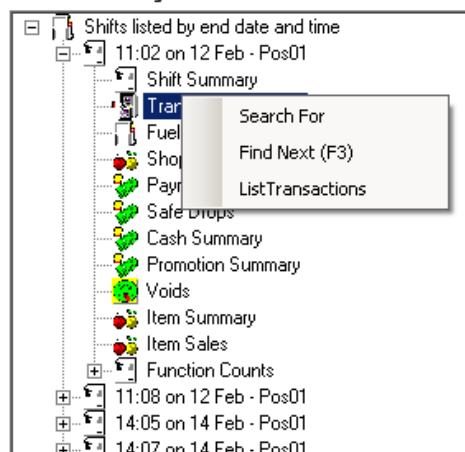 Shifts listed by end date and time
11:02 on 12 Feb - Pos01
Shift Summary
Search For
Find Next (F3)
ListTransactions
Safe Drops
Cash Summary
Promotion Summary
Voids
Item Summary
Item Sales
Function Counts
11:08 on 12 Feb - Pos01
14:05 on 14 Feb - Pos01
14:07 on 14 Feb - Pos01